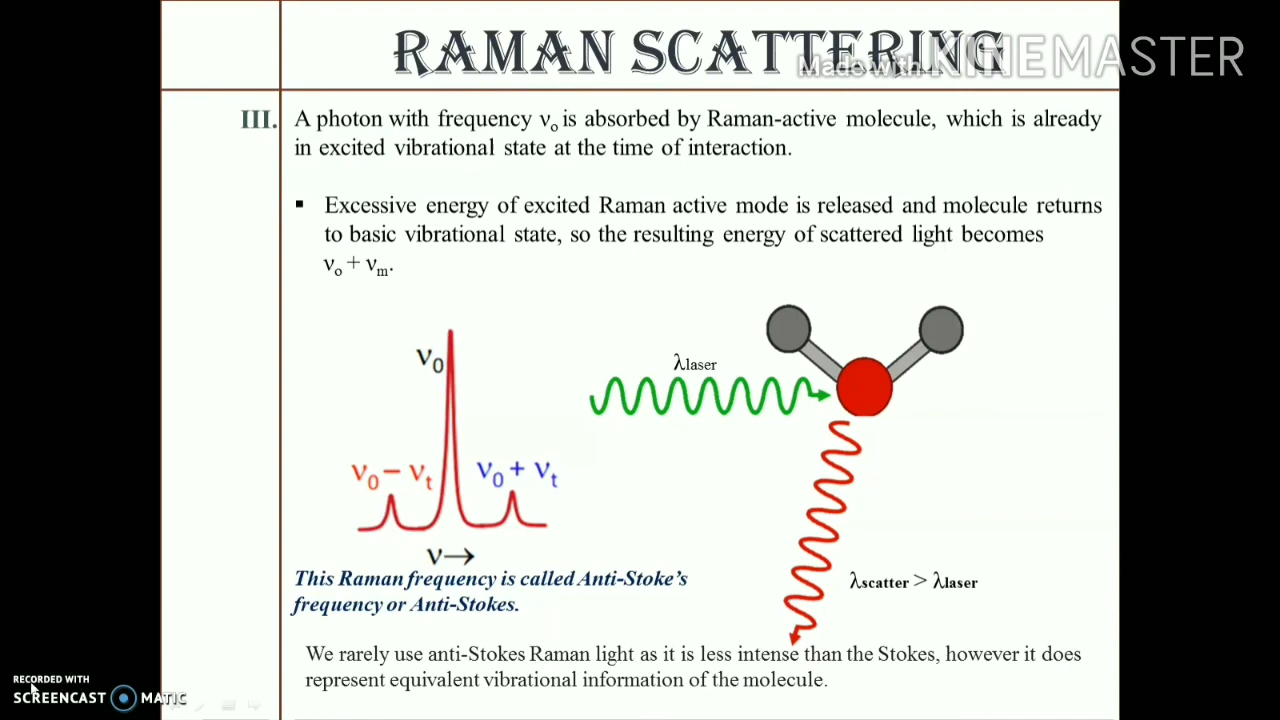 RAMAN SCATTERING
Made with KINEMASTER
III. A photon with frequency νo is absorbed by Raman-active molecule, which is already
in excited vibrational state at the time of interaction.
▪ Excessive energy of excited Raman active mode is released and molecule returns
to basic vibrational state, so the resulting energy of scattered light becomes
νo + νm.
ν0
λlaser
ν0 − νt
ν0 + νt
ν→
This Raman frequency is called Anti-Stoke's
frequency or Anti-Stokes.
λscatter > λlaser
We rarely use anti-Stokes Raman light as it is less intense than the Stokes, however it does
represent equivalent vibrational information of the molecule.
RECORDED WITH
SCREENCAST MATIC